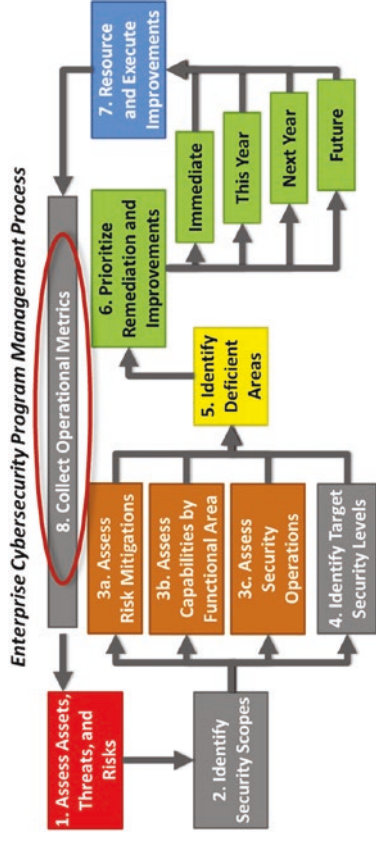 Enterprise Cybersecurity Program Management Process
8. Collect Operational Metrics
1. Assess Assets,
Threats, and
Risks
2. Identify
Security Scopes
3a. Assess
Risk Mitigations
3b. Assess
Capabilities by
Functional Area
3c. Assess
Security
Operations
4. Identify Target
Security Levels
5. Identify
Deficient
Areas
6. Prioritize
Remediation and
Improvements
Immediate
This Year
Next Year
Future
7. Resource
and Execute
Improvements